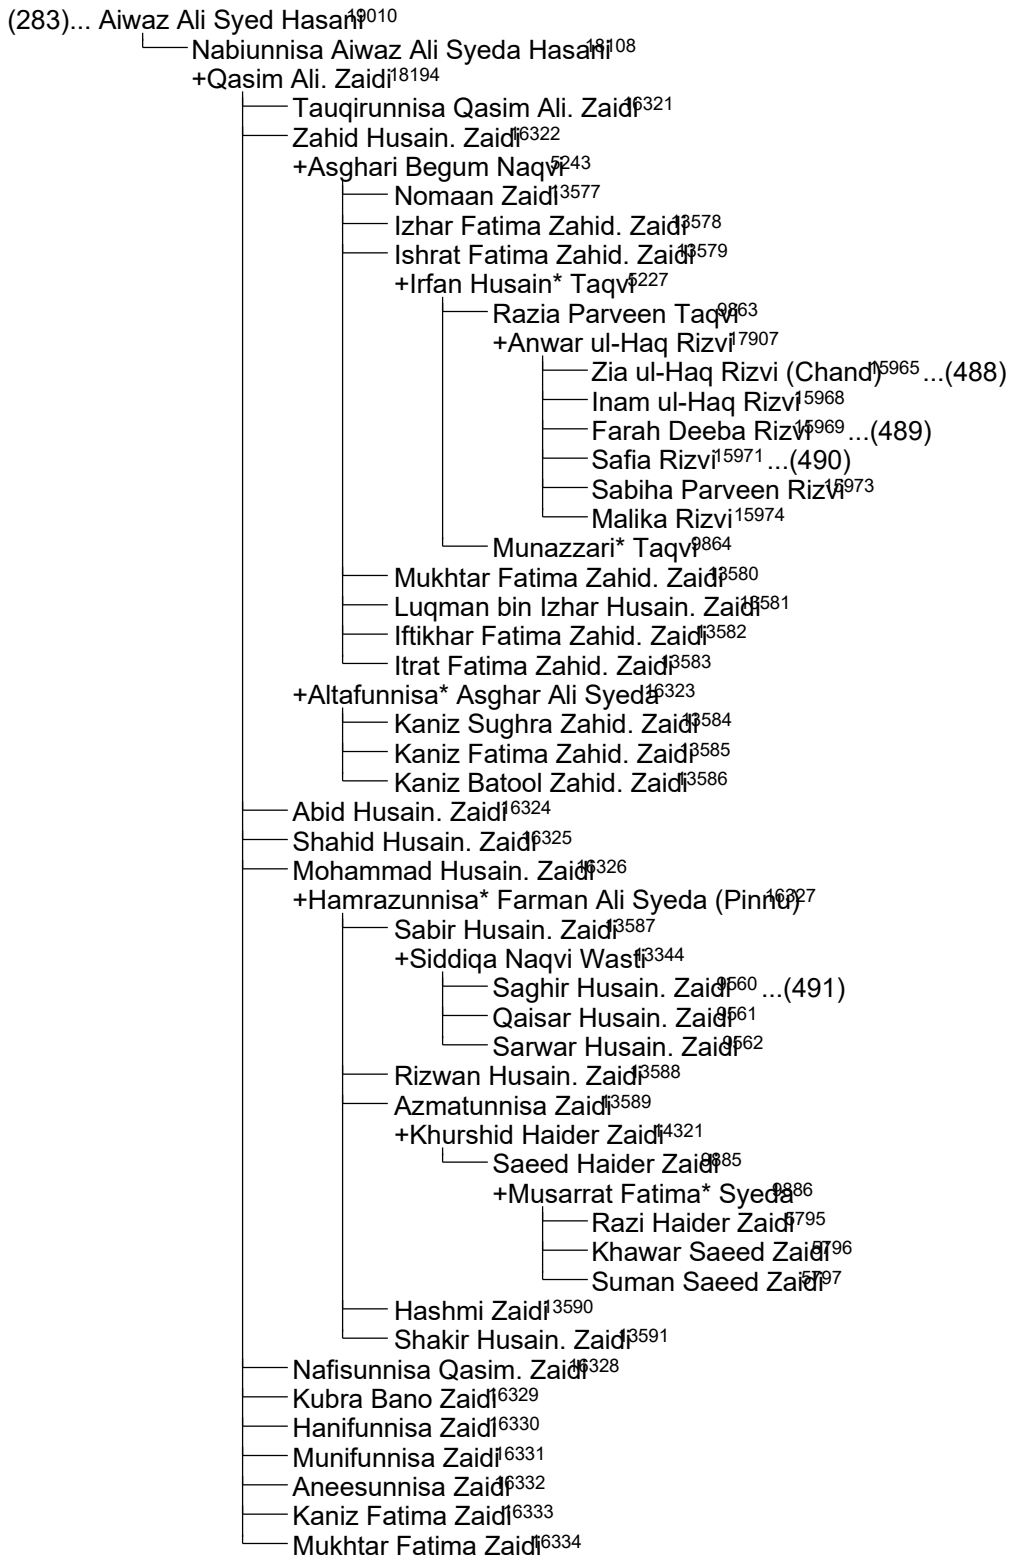 (283)... Aiwaz Ali Syed Hasani19010
Nabiunnisa Aiwaz Ali Syeda Hasani18108
+Qasim Ali. Zaidi18194
Tauqirunnisa Qasim Ali. Zaidi16321
Zahid Husain. Zaidi16322
+Asghari Begum Naqvi5243
Nomaan Zaidi13577
Izhar Fatima Zahid. Zaidi13578
Ishrat Fatima Zahid. Zaidi13579
+Irfan Husain* Taqvi5227
Razia Parveen Taqvi9863
+Anwar ul-Haq Rizvi17907
Zia ul-Haq Rizvi (Chand)15965 ...(488)
Inam ul-Haq Rizvi15968
Farah Deeba Rizvi15969 ...(489)
Safia Rizvi15971 ...(490)
Sabiha Parveen Rizvi15973
Malika Rizvi15974
Munazzari* Taqvi9864
Mukhtar Fatima Zahid. Zaidi13580
Luqman bin Izhar Husain. Zaidi13581
Iftikhar Fatima Zahid. Zaidi13582
Itrat Fatima Zahid. Zaidi13583
+Altafunnisa* Asghar Ali Syeda16323
Kaniz Sughra Zahid. Zaidi13584
Kaniz Fatima Zahid. Zaidi13585
Kaniz Batool Zahid. Zaidi13586
Abid Husain. Zaidi16324
Shahid Husain. Zaidi16325
Mohammad Husain. Zaidi16326
+Hamrazunnisa* Farman Ali Syeda (Pinnu)16327
Sabir Husain. Zaidi13587
+Siddiqa Naqvi Wasti13344
Saghir Husain. Zaidi9560 ...(491)
Qaisar Husain. Zaidi9561
Sarwar Husain. Zaidi9562
Rizwan Husain. Zaidi13588
Azmatunnisa Zaidi13589
+Khurshid Haider Zaidi14321
Saeed Haider Zaidi9885
+Musarrat Fatima* Syeda9886
Razi Haider Zaidi5795
Khawar Saeed Zaidi5796
Suman Saeed Zaidi5797
Hashmi Zaidi13590
Shakir Husain. Zaidi13591
Nafisunnisa Qasim. Zaidi16328
Kubra Bano Zaidi16329
Hanifunnisa Zaidi16330
Munifunnisa Zaidi16331
Aneesunnisa Zaidi16332
Kaniz Fatima Zaidi16333
Mukhtar Fatima Zaidi16334